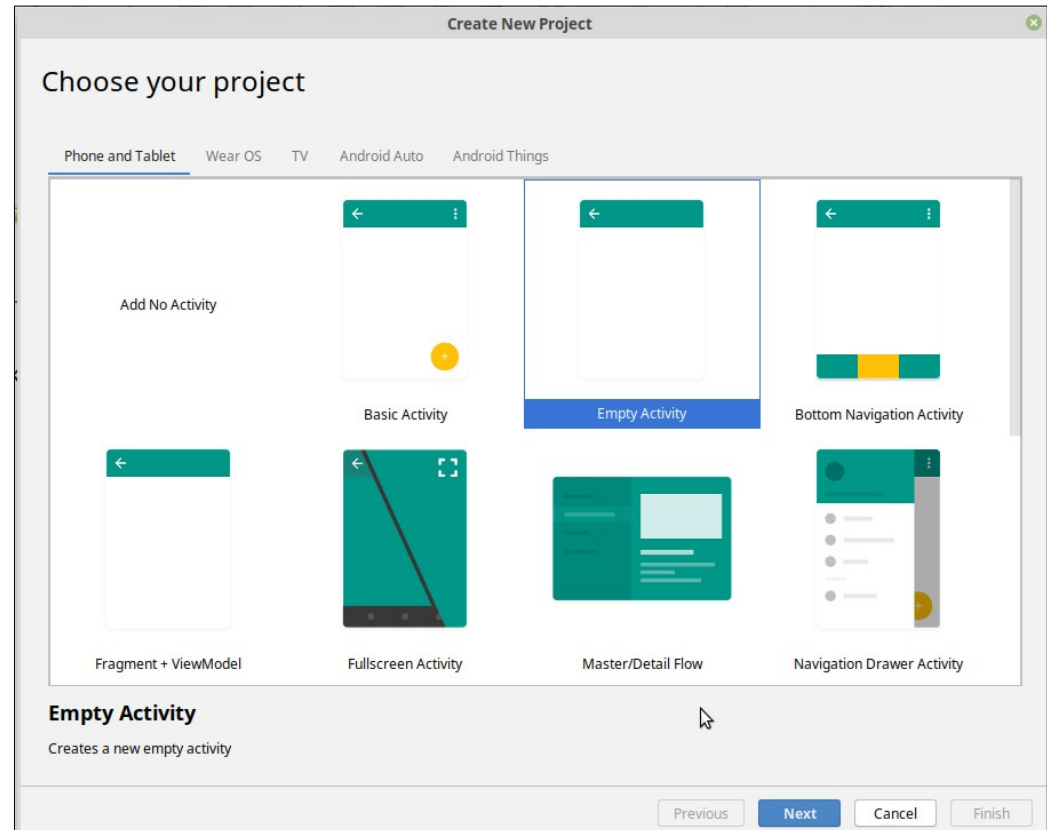 Create New Project
Choose your project
Phone and Tablet Wear OS TV Android Auto Android Things
Add No Activity
Basic Activity Empty Activity Bottom Navigation Activity
Fragment + ViewModel Fullscreen Activity Master/Detail Flow Navigation Drawer Activity
Empty Activity
Creates a new empty activity
Previous Next Cancel Finish